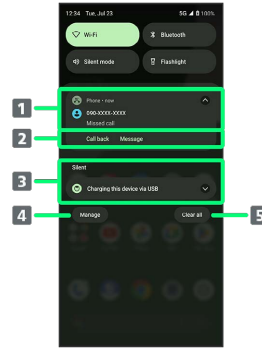 12:34 Tue, Jul 23 5G 100%
Wi-Fi Bluetooth
Silent mode Flashlight
1
Phone • now
090-XXXX-XXXX
Missed call
2
Call back Message
Silent
3
Charging this device via USB
4
Manage Clear all
5